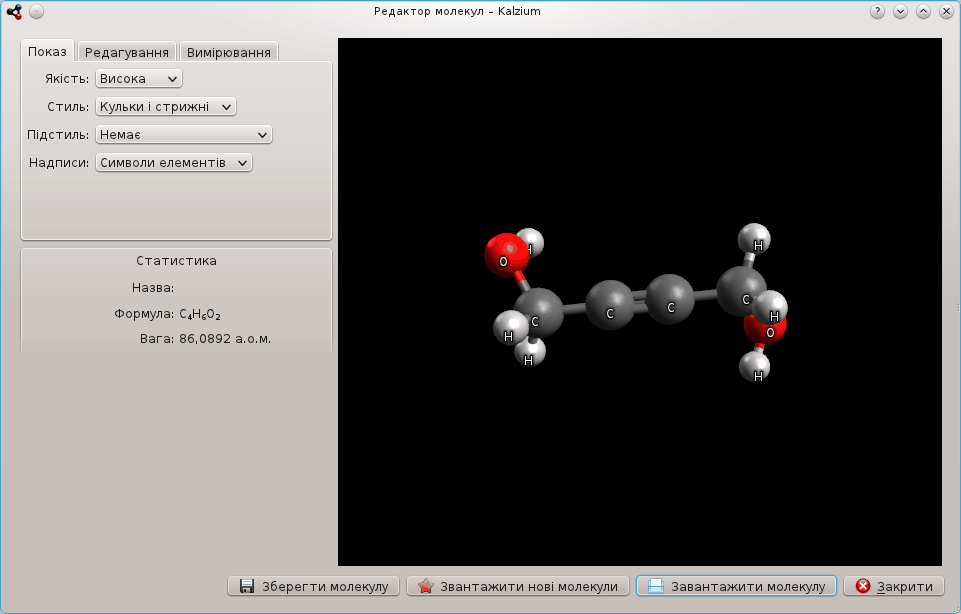 Редактор молекул – Kalzium
Показ Редагування Вимірювання
Якість: Висока
Стиль: Кульки і стрижні
Підстиль: Немає
Надписи: Символи елементів
Статистика
Назва:
Формула: C₄H₆O₂
Вага: 86,0892 а.о.м.
H
O
H
C
C
C
C
H
H
O
H
H
Зберегти молекулу Звантажити нові молекули Завантажити молекулу Закрити